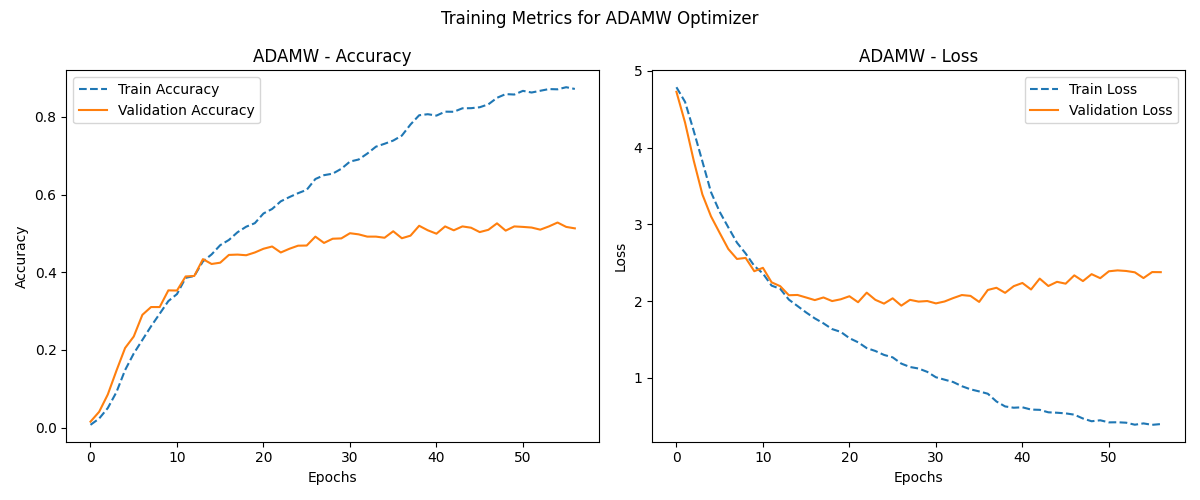 Training Metrics for ADAMW Optimizer
ADAMW - Accuracy
Train Accuracy
Validation Accuracy
Accuracy
0.8
0.6
0.4
0.2
0.0
0 10 20 30 40 50
Epochs
ADAMW - Loss
Train Loss
Validation Loss
Loss
5
4
3
2
1
0 10 20 30 40 50
Epochs